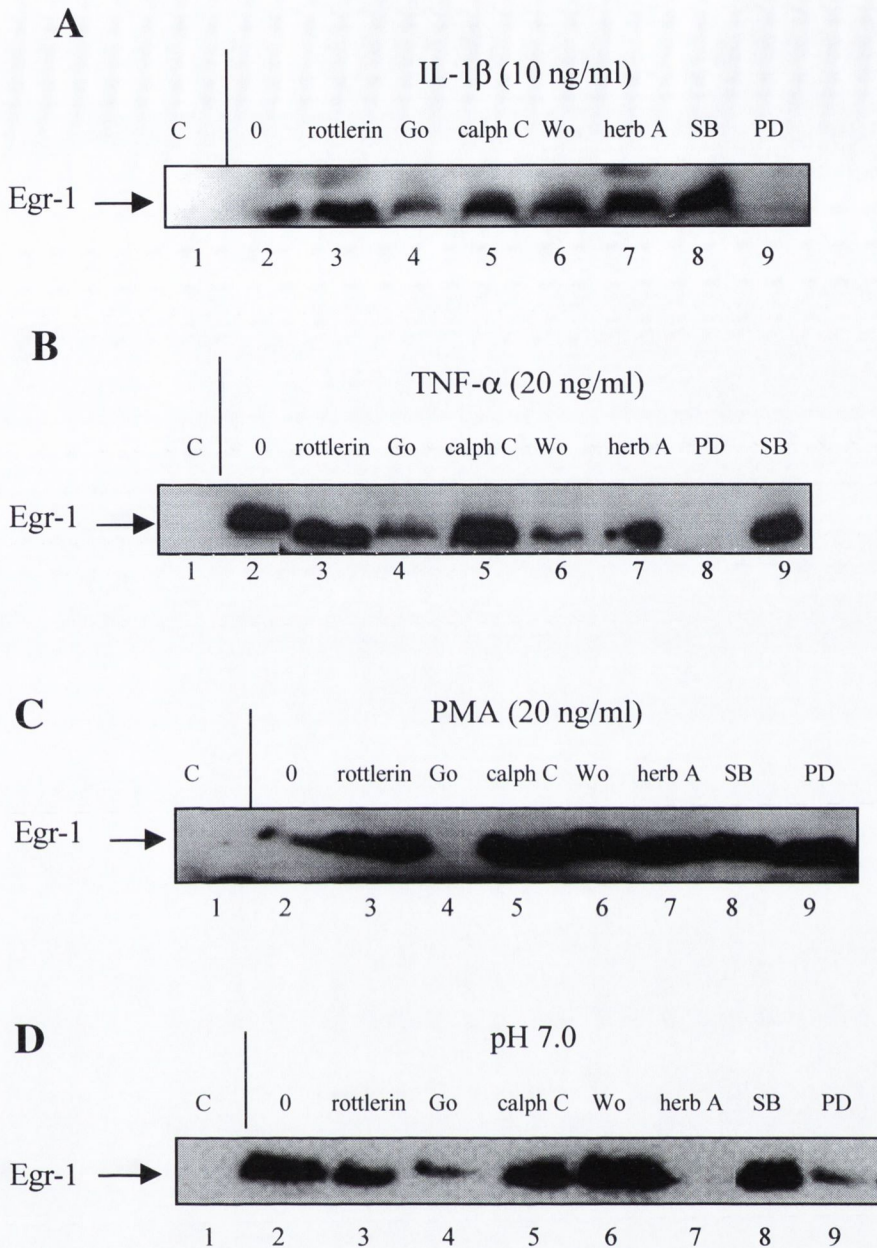 A
IL-1β (10 ng/ml)
C 0 rottlerin Go calph C Wo herb A SB PD
Egr-1
1 2 3 4 5 6 7 8 9
B
TNF-α (20 ng/ml)
C 0 rottlerin Go calph C Wo herb A PD SB
Egr-1
1 2 3 4 5 6 7 8 9
C
PMA (20 ng/ml)
C 0 rottlerin Go calph C Wo herb A SB PD
Egr-1
1 2 3 4 5 6 7 8 9
D
pH 7.0
C 0 rottlerin Go calph C Wo herb A SB PD
Egr-1
1 2 3 4 5 6 7 8 9